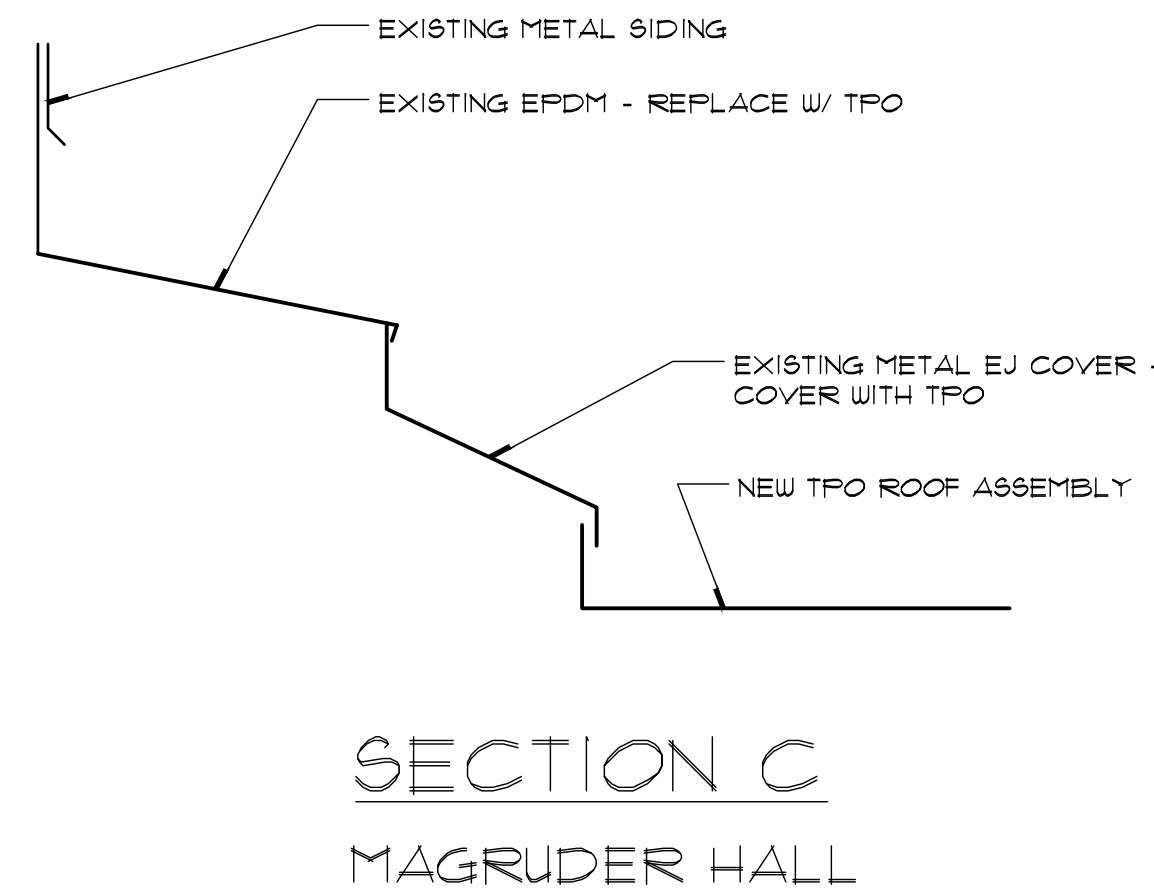 EXISTING METAL SIDING
EXISTING EPDM - REPLACE W/ TPO
EXISTING METAL EJ COVER -
COVER WITH TPO
NEW TPO ROOF ASSEMBLY
SECTION C
MAGRUDER HALL